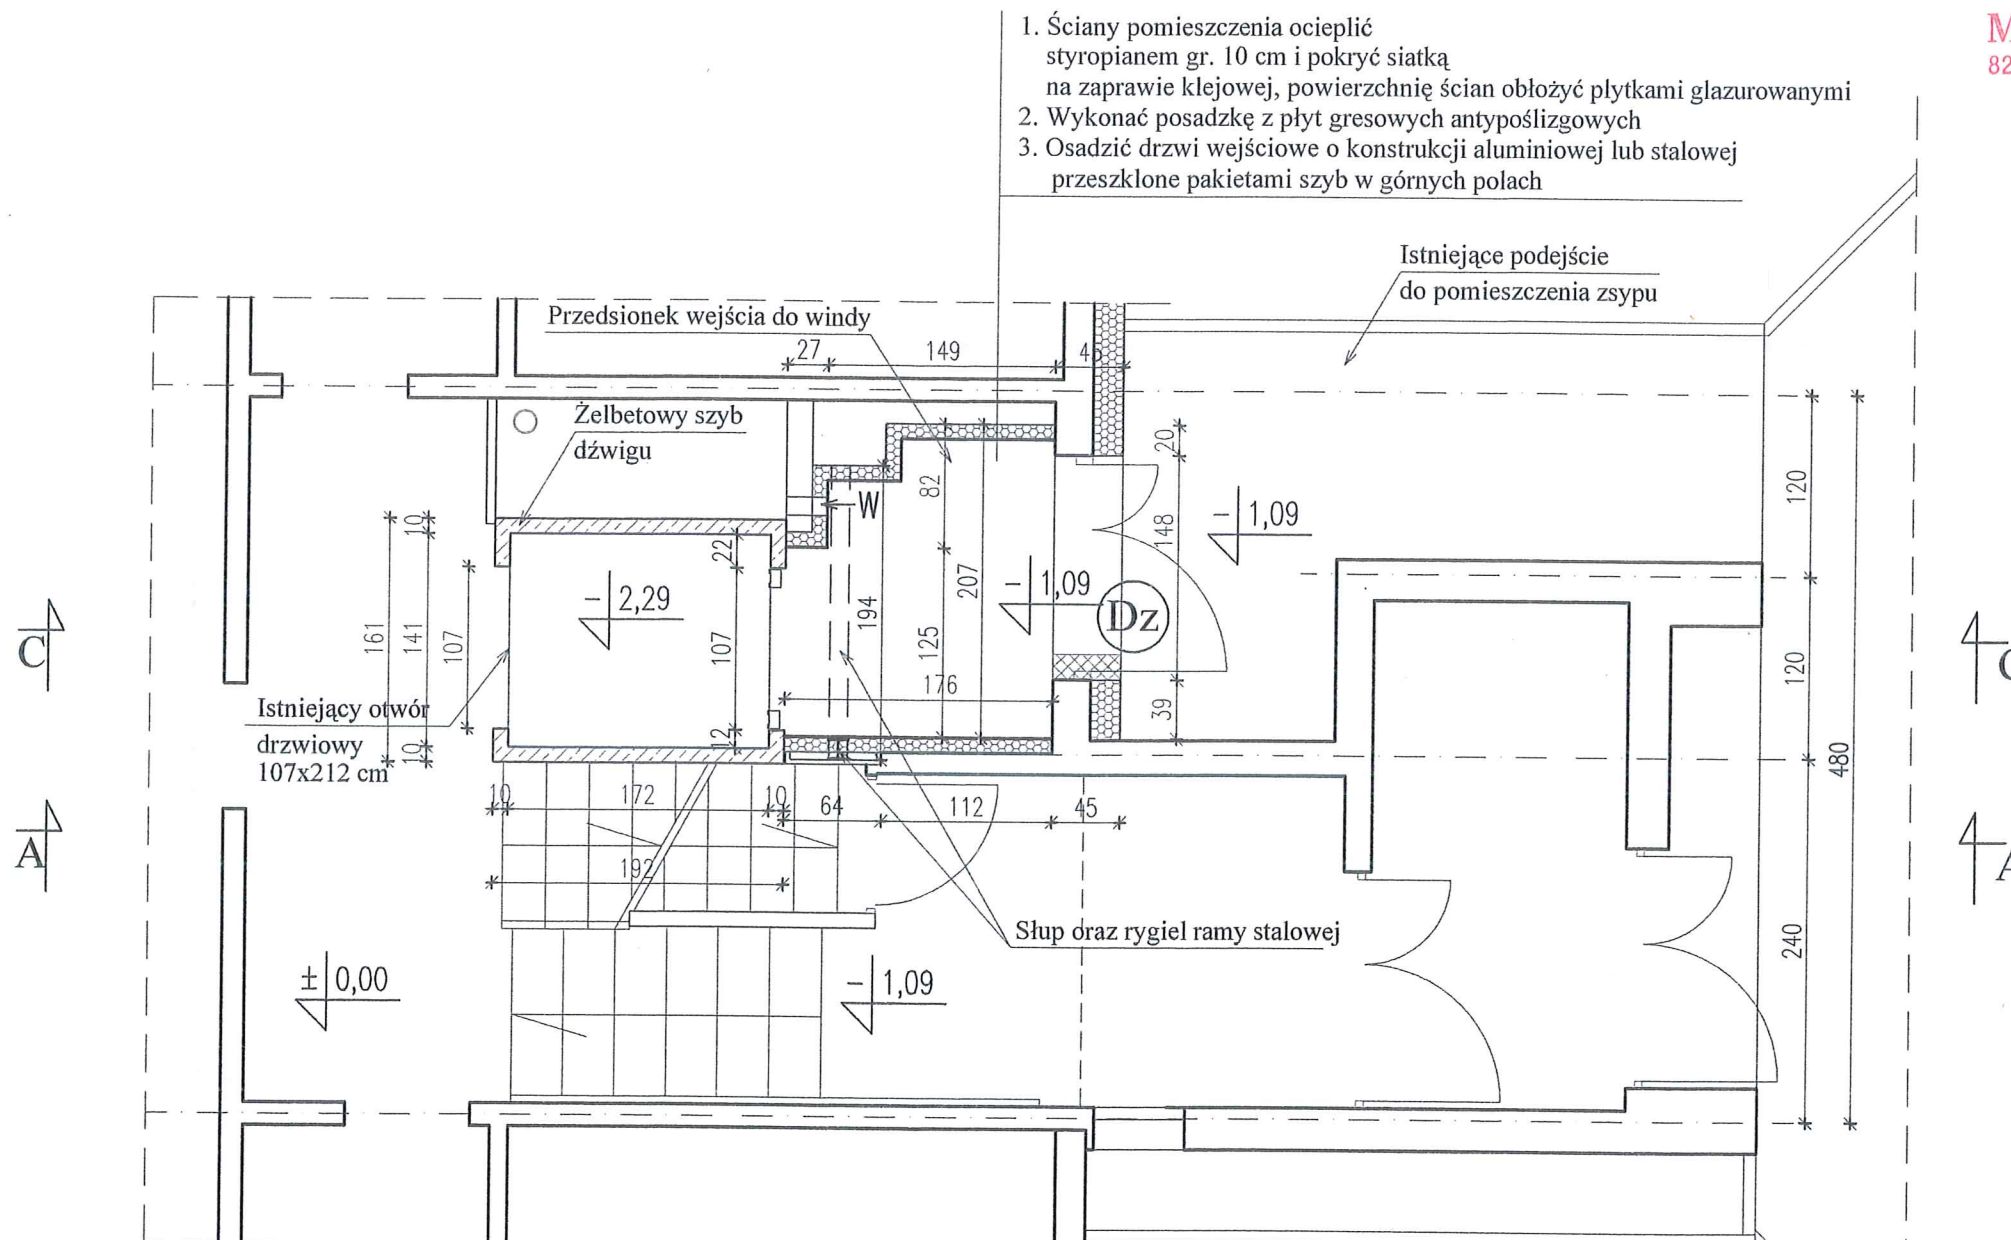 1. Ściany pomieszczenia ocieplić
styropianem gr. 10 cm i pokryć siatką
na zaprawie klejowej, powierzchnię ścian obłożyć plytkami glazurowanymi
2. Wykonać posadzkę z płyt gresowych antypoślizgowych
3. Osadzić drzwi wejściowe o konstrukcji aluminiowej lub stalowej
przeszklone pakietami szyb w górnych polach
M
82
Istniejące podejście
do pomieszczenia zsypu
Przedsionek wejścia do windy
27
149
45
Żelbetowy szyb
dźwigu
W
82
20
148
120
- 1,09
10
22
161
141
107
- 2,29
107
194
125
207
- 1,09
Dz
176
39
120
480
C
Istniejący otwór
drzwiowy
107x212 cm
10
12
10
172
10
64
112
45
192
A
A
Słup oraz rygiel ramy stalowej
240
± 0,00
- 1,09